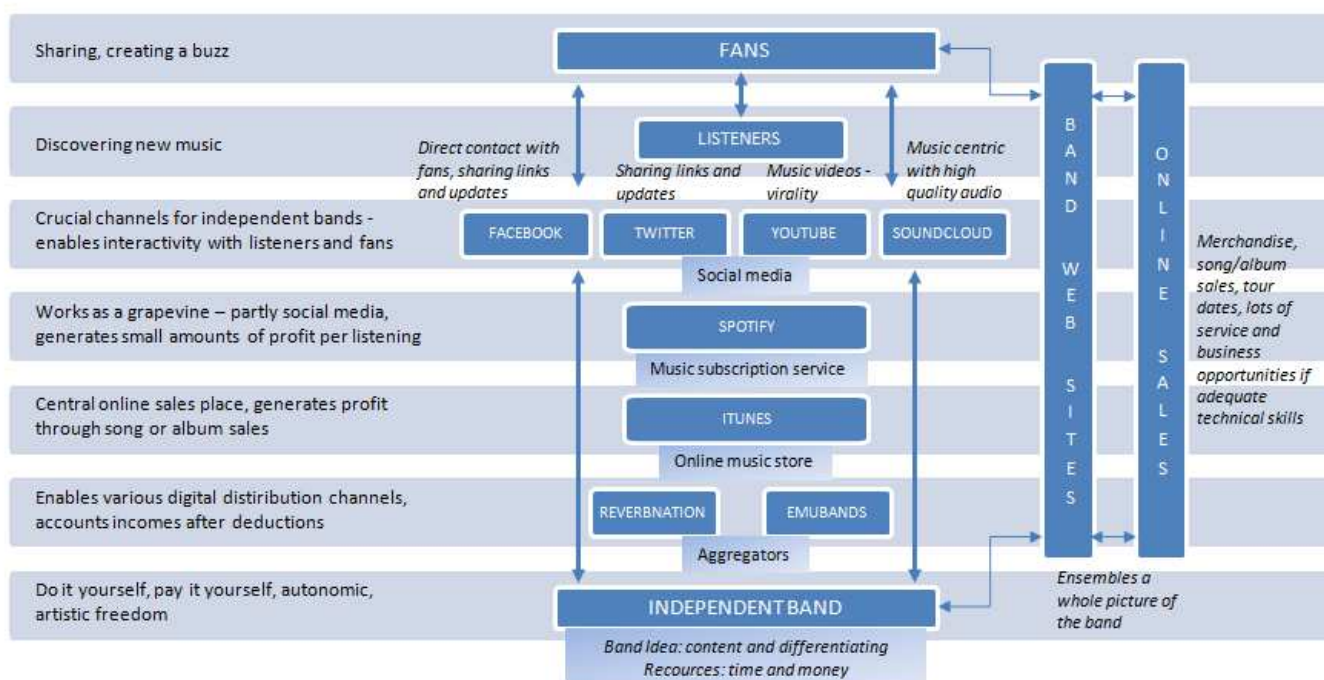 Sharing, creating a buzz
FANS
Discovering new music
LISTENERS
Direct contact with
fans, sharing links
and updates
Sharing links and
updates
Music videos -
virality
Music centric
with high
quality audio
Crucial channels for independent bands -
enables interactivity with listeners and fans
FACEBOOK
TWITTER
YOUTUBE
SOUNDCLOUD
Social media
Works as a grapevine – partly social media,
generates small amounts of profit per listening
SPOTIFY
Music subscription service
Central online sales place, generates profit
through song or album sales
ITUNES
Online music store
Enables various digital distribution channels,
accounts incomes after deductions
REVERBNATION
EMUBANDS
Aggregators
Do it yourself, pay it yourself, autonomic,
artistic freedom
INDEPENDENT BAND
Band Idea: content and differentiating
Recources: time and money
BAND WEB SITES
ONLINE SALES
Merchandise,
song/album
sales, tour
dates, lots of
service and
business
opportunities if
adequate
technical skills
Ensembles a
whole picture of
the band